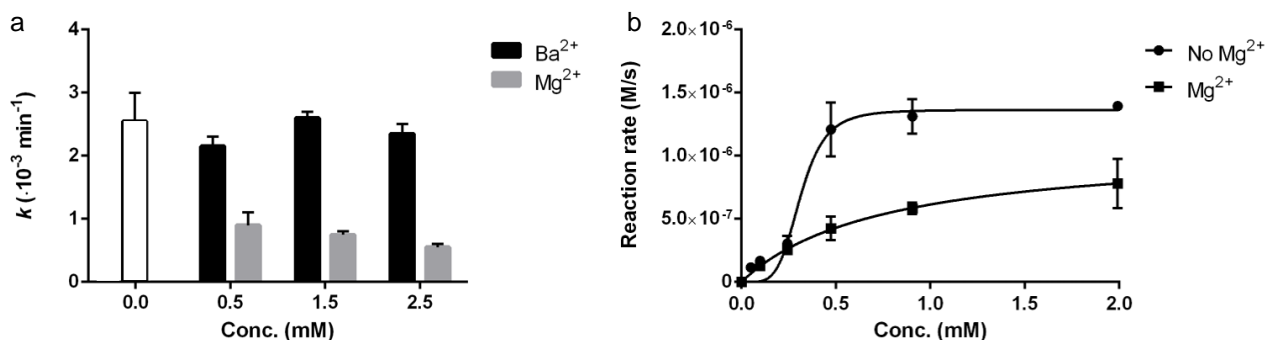 a
k (·10⁻³ min⁻¹)
4
3
2
1
0
0.0 0.5 1.5 2.5
Conc. (mM)
Ba²⁺
Mg²⁺
b
Reaction rate (M/s)
2.0×10⁻⁶
1.5×10⁻⁶
1.0×10⁻⁶
5.0×10⁻⁷
0
0.0 0.5 1.0 1.5 2.0
Conc. (mM)
No Mg²⁺
Mg²⁺